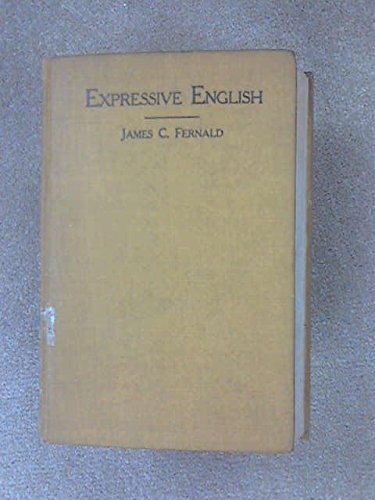 EXPRESSIVE ENGLISH
JAMES C. FERNALD